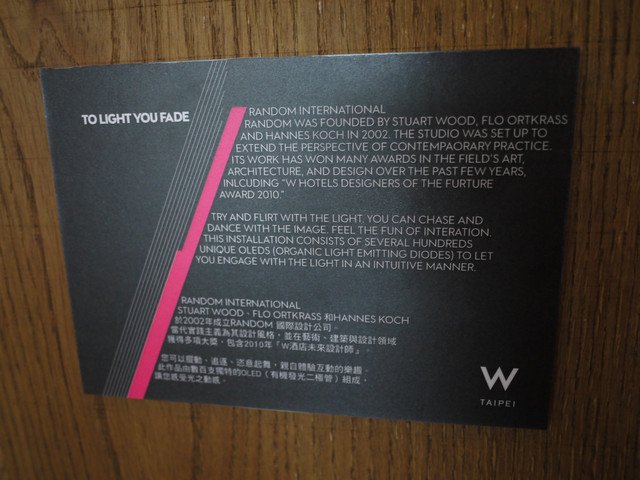 TO LIGHT YOU FADE
RANDOM INTERNATIONAL
RANDOM WAS FOUNDED BY STUART WOOD, FLO ORTKRASS
AND HANNES KOCH IN 2002. THE STUDIO WAS SET UP TO
EXTEND THE PERSPECTIVE OF CONTEMPAORARY PRACTICE.
ITS WORK HAS WON MANY AWARDS IN THE FIELD'S ART,
ARCHITECTURE, AND DESIGN OVER THE PAST FEW YEARS,
INLCUDING "W HOTELS DESIGNERS OF THE FURTURE
AWARD 2010."
TRY AND FLIRT WITH THE LIGHT, YOU CAN CHASE AND
DANCE WITH THE IMAGE. FEEL THE FUN OF INTERATION.
THIS INSTALLATION CONSISTS OF SEVERAL HUNDREDS
UNIQUE OLEDS (ORGANIC LIGHT EMITTING DIODES) TO LET
YOU ENGAGE WITH THE LIGHT IN AN INTUITIVE MANNER.
RANDOM INTERNATIONAL
STUART WOOD、FLO ORTKRASS 和HANNES KOCH
於2002年成立RANDOM 國際設計公司。
當代實踐主義為其設計風格，並在藝術、建築與設計領域
獲得多項大獎，包含2010年「W酒店未來設計師」。
您可以擺動、追逐、恣意起舞，親自體驗互動的樂趣。
此作品由數百支獨特的OLED（有機發光二極管）組成，
讓您感受光之動感。
W
TAIPEI